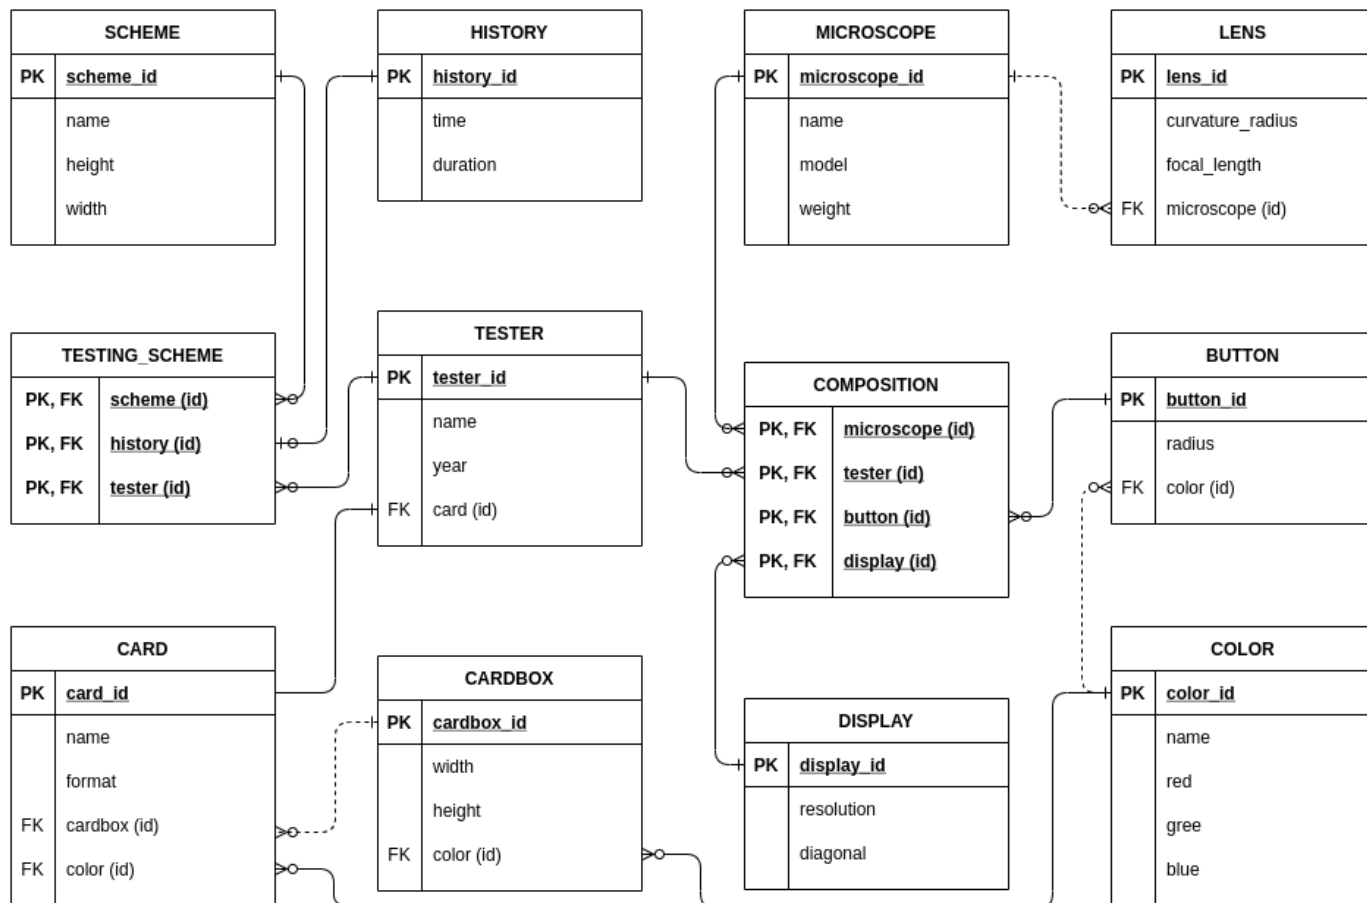 SCHEME
PK scheme_id
name
height
width
HISTORY
PK history_id
time
duration
MICROSCOPE
PK microscope_id
name
model
weight
LENS
PK lens_id
curvature_radius
focal_length
FK microscope (id)
TESTING_SCHEME
PK, FK scheme (id)
PK, FK history (id)
PK, FK tester (id)
TESTER
PK tester_id
name
year
FK card (id)
COMPOSITION
PK, FK microscope (id)
PK, FK tester (id)
PK, FK button (id)
PK, FK display (id)
BUTTON
PK button_id
radius
FK color (id)
CARD
PK card_id
name
format
FK cardbox (id)
FK color (id)
CARDBOX
PK cardbox_id
width
height
FK color (id)
DISPLAY
PK display_id
resolution
diagonal
COLOR
PK color_id
name
red
gree
blue